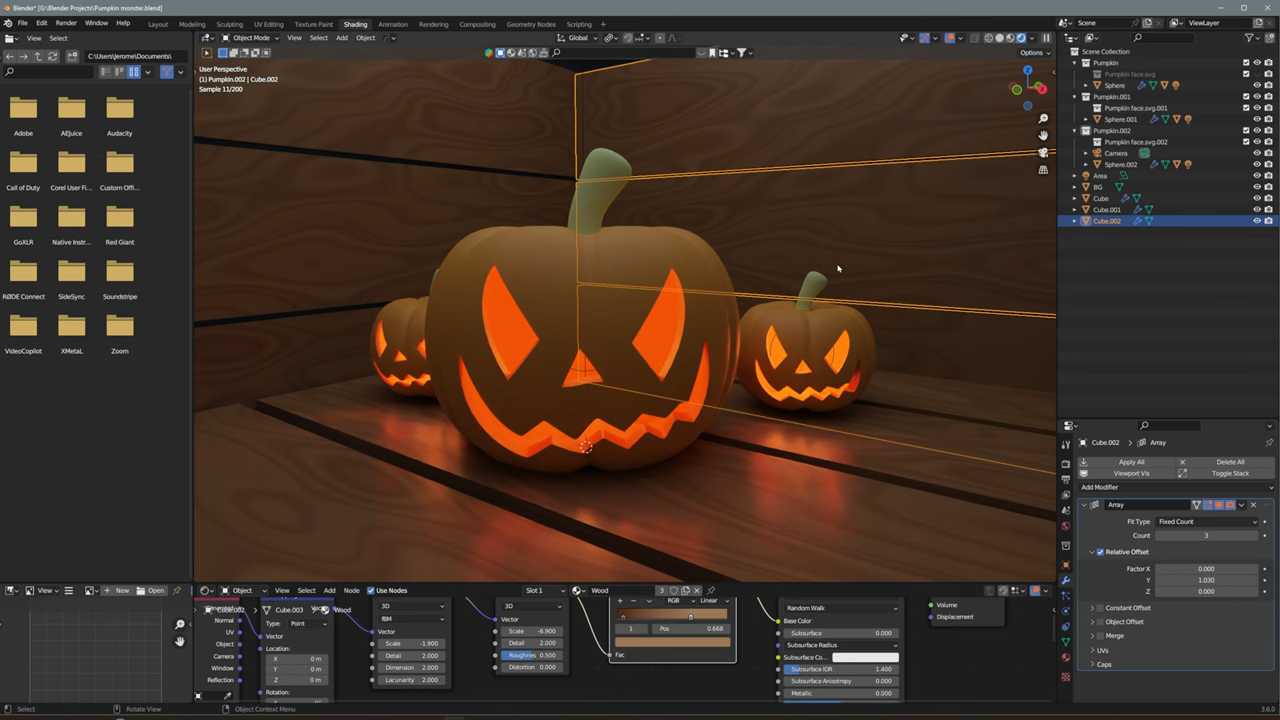 Blender* [G:\Blender Projects\Pumpkin monster.blend]
File Edit Render Window Help Layout Modeling Sculpting UV Editing Texture Paint Shading Animation Rendering Compositing Geometry Nodes Scripting Scene ViewLayer
View Select Object Mode View Select Add Object Global
C:\Users\Jerome\Documents\ Options
User Perspective
(1) Pumpkin.002 | Cube.002
Sample 11/200
Adobe AEJuice Audacity
Call of Duty Corel User Fi... Custom Offi...
GoXLR Native Instr... Red Giant
RØDE Connect SideSync Soundstripe
VideoCopilot XMetaL Zoom
Scene Collection
Pumpkin
Pumpkin face.svg
Sphere
Pumpkin.001
Pumpkin face.svg.001
Sphere.001
Pumpkin.002
Pumpkin face.svg.002
Camera
Sphere.002
Area
BG
Cube
Cube.001
Cube.002
Cube.002 Array
Apply All Delete All
Viewport Vis Toggle Stack
Add Modifier
Array
Fit Type Fixed Count
Count 3
Relative Offset
Factor X 0.000
Y 1.030
Z 0.000
Constant Offset
Object Offset
Merge
UVs
Caps
View New Open Object View Select Add Node Use Nodes Slot 1 Wood 3
Cube.003 Wood
Normal
UV
Object
Camera
Window
Reflection
Type: Point
Vector
Location:
X 0 m
Y 0 m
Z 0 m
Rotation:
3D
fBM
Vector
Scale -1.900
Detail 2.000
Dimension 2.000
Lacunarity 2.000
3D
Vector
Scale -6.900
Detail 2.000
Roughnes 0.500
Distortion 0.000
RGB Linear
1 Pos 0.668
Fac
Random Walk
Base Color
Subsurface 0.000
Subsurface Radius
Subsurface Co...
Subsurface IOR 1.400
Subsurface Anisotropy 0.000
Metallic 0.000
Volume
Displacement
Select Rotate View Object Context Menu 3.6.0